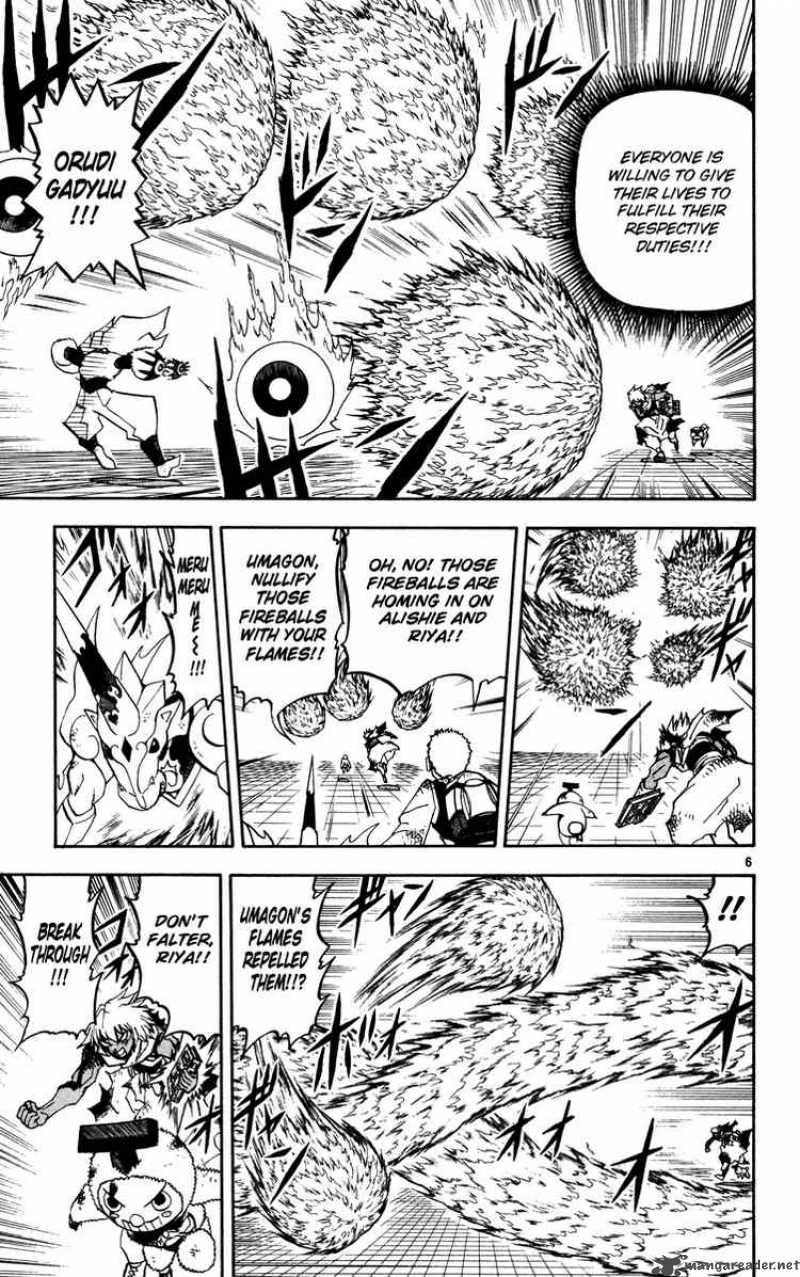 EVERYONE IS
WILLING TO GIVE
THEIR LIVES TO
FULFILL THEIR
RESPECTIVE
DUTIES!!!
ORUDI
GADYUU
!!!
OH, NO! THOSE
FIREBALLS ARE
HOMING IN ON
ALISHIE AND
RIYA!!
UMAGON,
NULLIFY
THOSE
FIREBALLS
WITH YOUR
FLAMES!!
MERU
MERU
ME~!!!
6
!!
UMAGON'S
FLAMES
REPELLED
THEM!!?
DON'T
FALTER,
RIYA!!
BREAK
THROUGH
!!!
mangareader.net